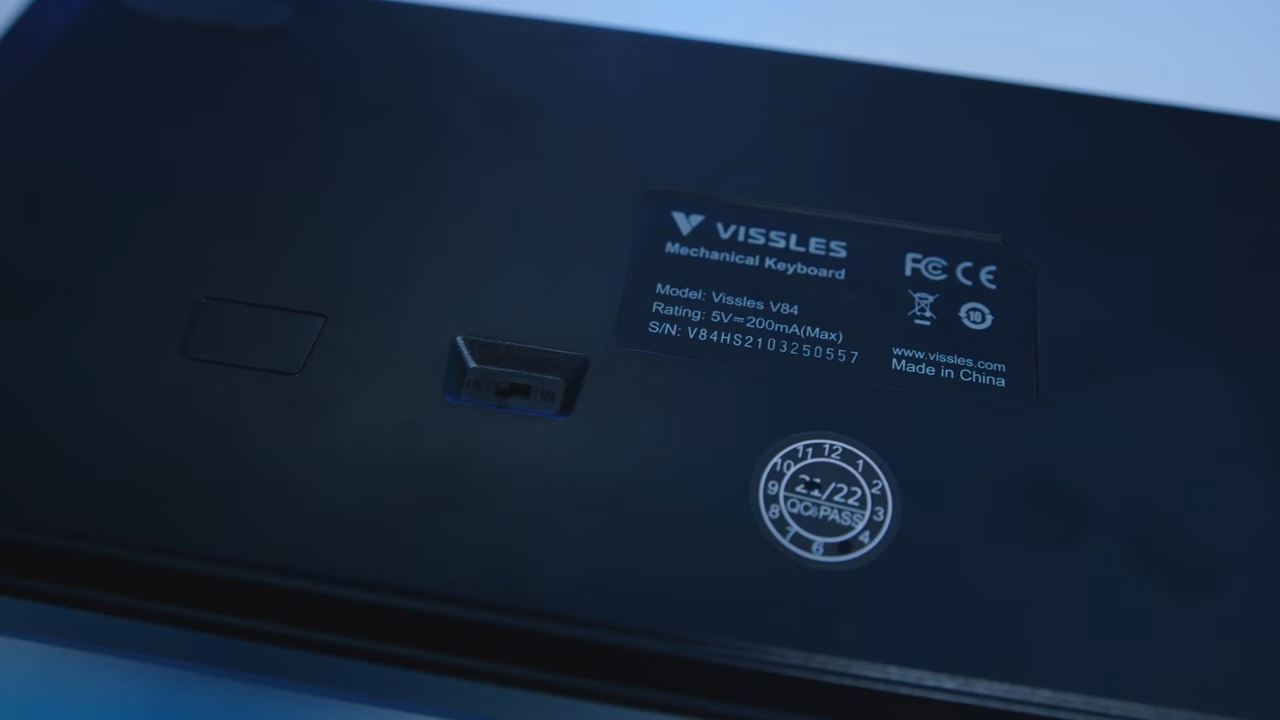 VISSLES
Mechanical Keyboard
Model: Vissles V84
Rating: 5V⎓200mA(Max)
S/N: V84HS2103250557
FC CE
10
www.vissles.com
Made in China
11 12 1
10 2
9 3
8 4
7 6
21/22
QC PASS